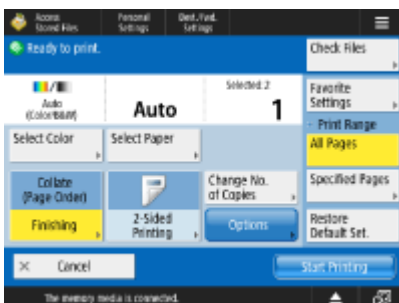 Access
Stored Files
Personal
Settings
Dest./Fwd.
Settings
Ready to print.
Check Files
Auto
(Color/B&W)
Auto
Selected:2
1
Favorite
Settings
Print Range
Select Color
Select Paper
All Pages
Collate
(Page Order)
Finishing
2-Sided
Printing
Change No.
of Copies
Options
Specified Pages
Restore
Default Set.
× Cancel
Start Printing
The memory media is connected.